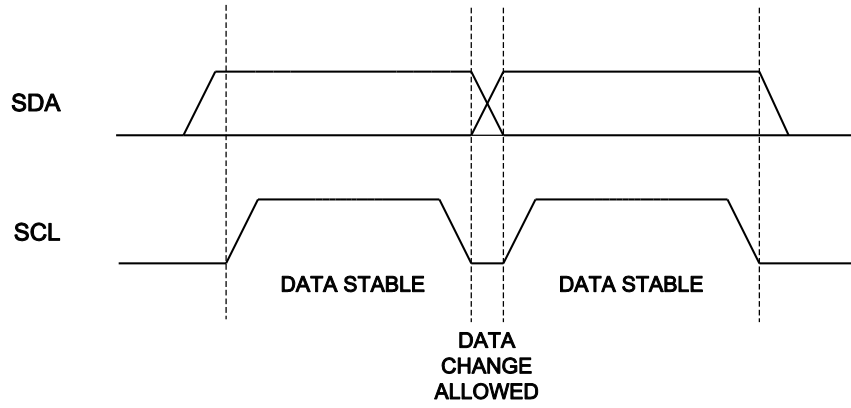 SDA
SCL
DATA STABLE
DATA STABLE
DATA
CHANGE
ALLOWED